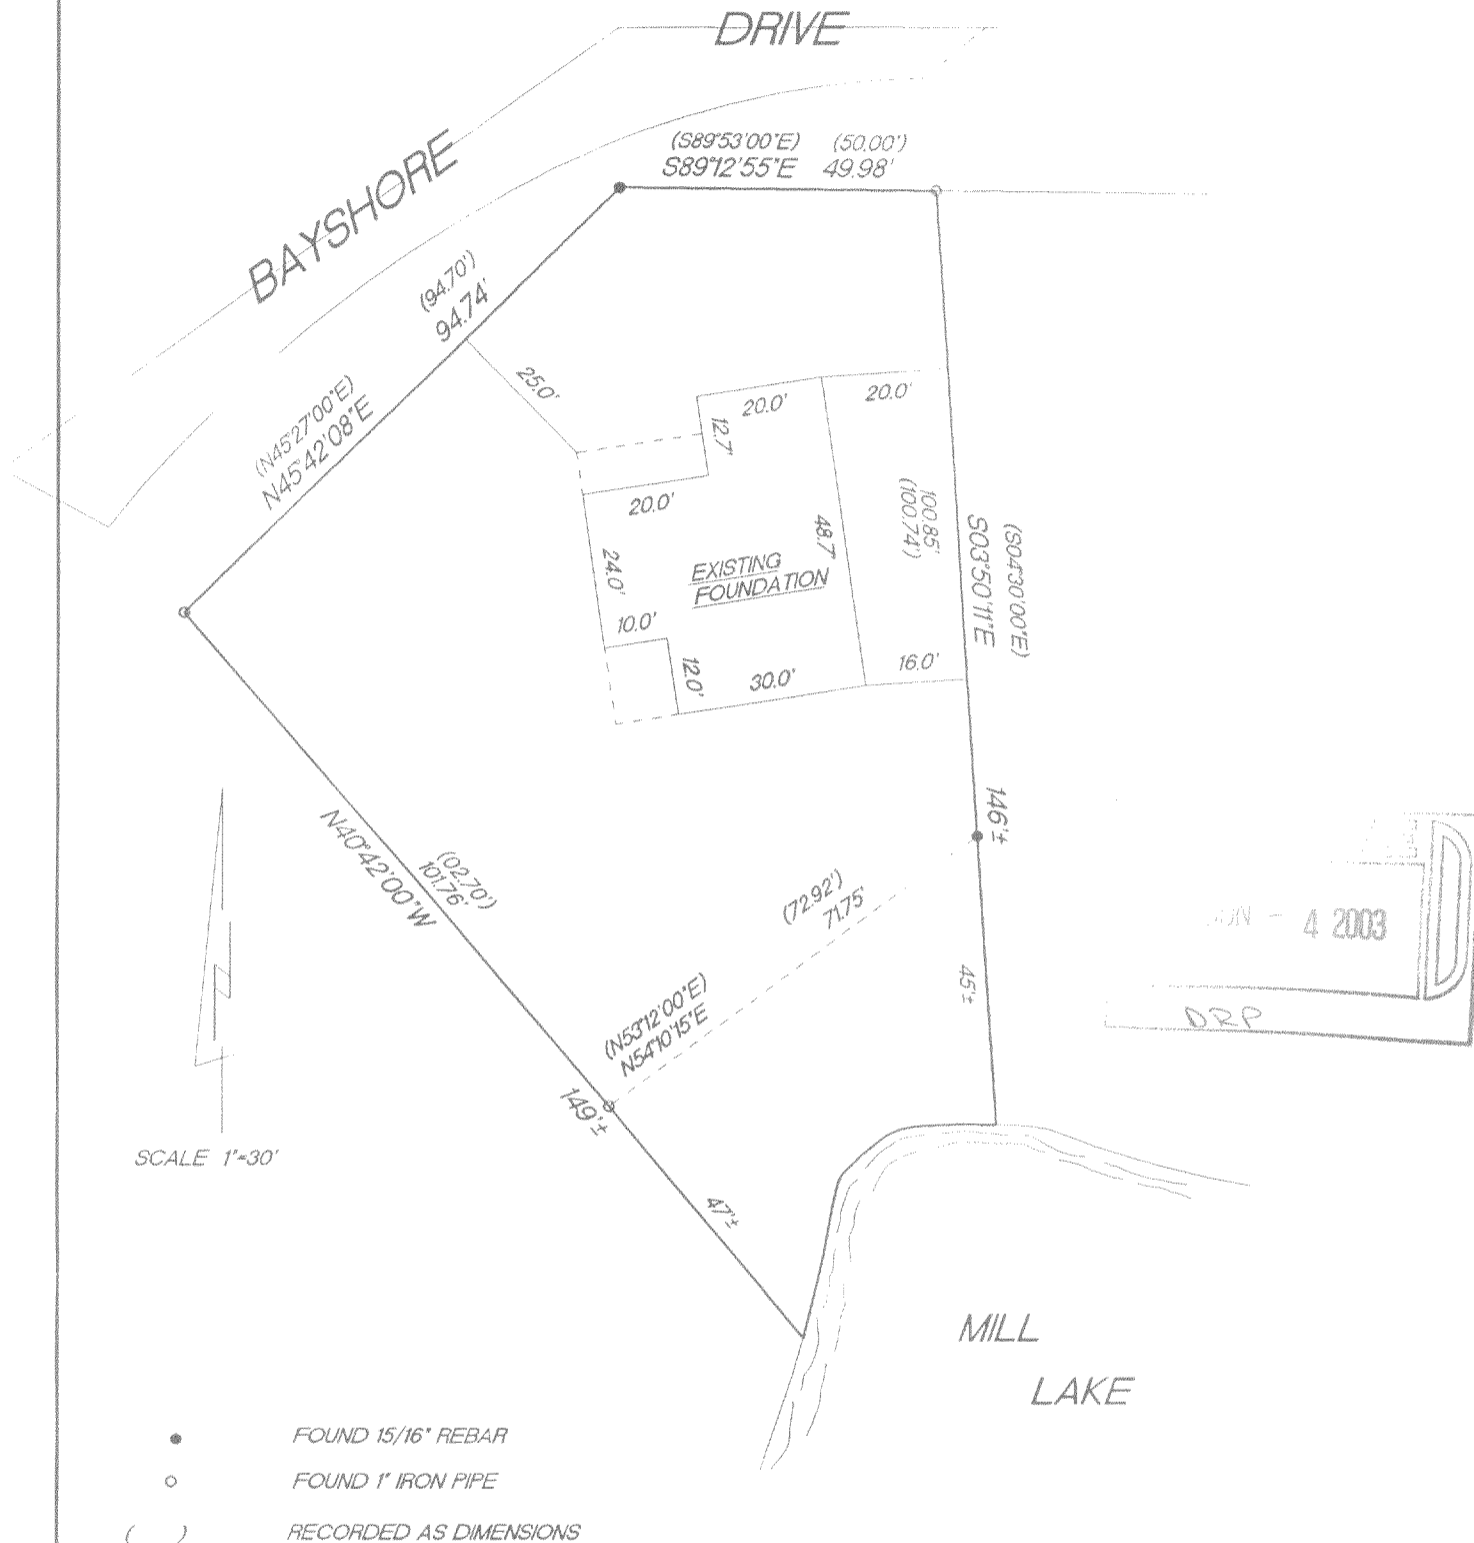 DRIVE
BAYSHORE
(S89°53'00"E) (50.00')
S89°12'55"E 49.98'
(94.70')
94.74'
(N45°27'00"E)
N45°42'08"E
25.0'
20.0'
20.0'
12.7'
20.0'
24.0'
48.7'
EXISTING
FOUNDATION
10.0'
12.0'
30.0'
16.0'
100.85'
(100.74')
(S04°30'00"E)
S03°50'11"E
146'±
N40°42'00"W
(02.70')
101.76'
(72.92')
71.75'
(N53°12'00"E)
N54°10'15"E
45'±
149'±
47'±
4 2003
DRP
SCALE 1"=30'
MILL
LAKE
FOUND 15/16" REBAR
FOUND 1" IRON PIPE
( ) RECORDED AS DIMENSIONS